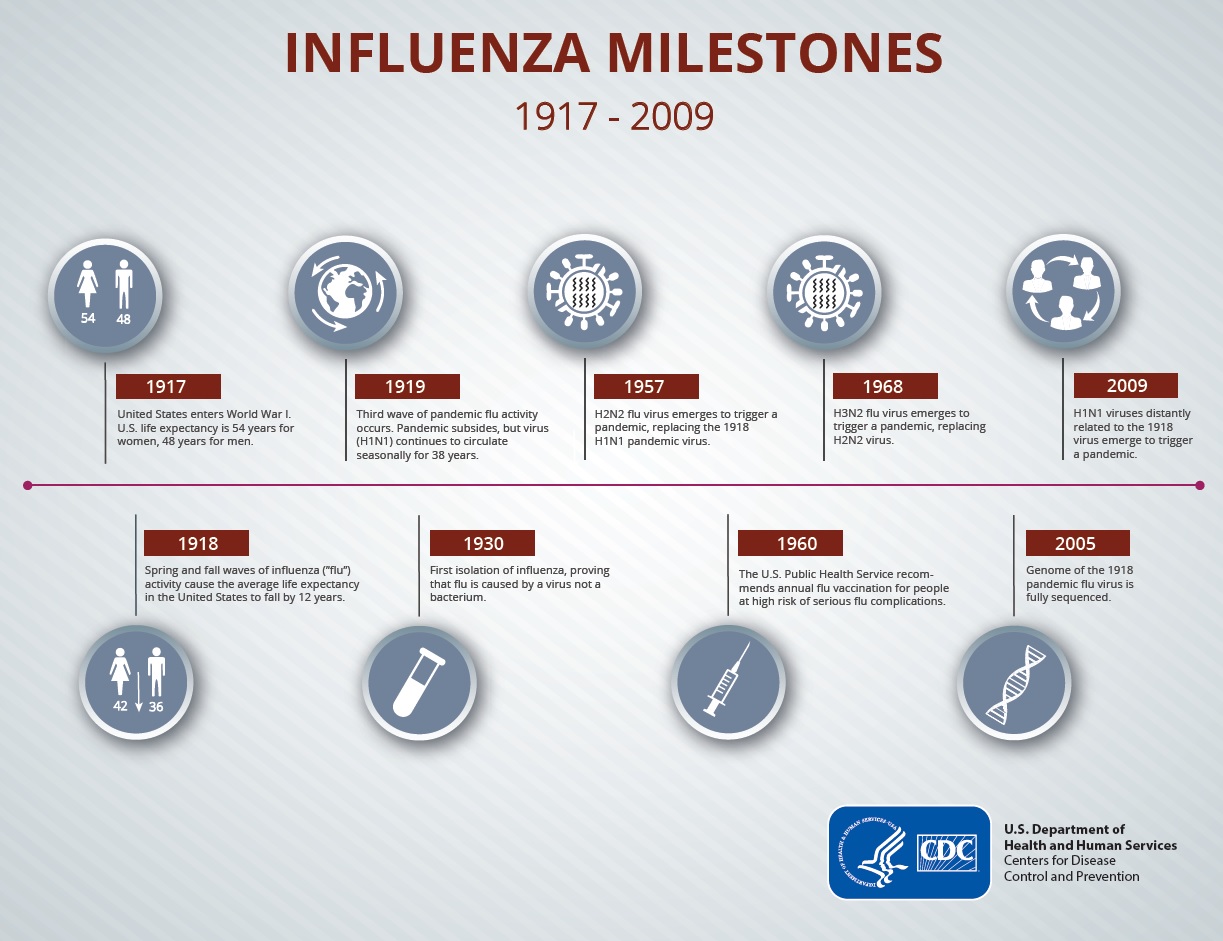 INFLUENZA MILESTONES
1917 - 2009
54 48
1917
United States enters World War I.
U.S. life expectancy is 54 years for
women, 48 years for men.
1919
Third wave of pandemic flu activity
occurs. Pandemic subsides, but virus
(H1N1) continues to circulate
seasonally for 38 years.
1957
H2N2 flu virus emerges to trigger a
pandemic, replacing the 1918
H1N1 pandemic virus.
1968
H3N2 flu virus emerges to
trigger a pandemic, replacing
H2N2 virus.
2009
H1N1 viruses distantly
related to the 1918
virus emerge to trigger
a pandemic.
1918
Spring and fall waves of influenza ("flu")
activity cause the average life expectancy
in the United States to fall by 12 years.
42 36
1930
First isolation of influenza, proving
that flu is caused by a virus not a
bacterium.
1960
The U.S. Public Health Service recom-
mends annual flu vaccination for people
at high risk of serious flu complications.
2005
Genome of the 1918
pandemic flu virus is
fully sequenced.
DEPARTMENT OF HEALTH & HUMAN SERVICES • USA
CDC
U.S. Department of
Health and Human Services
Centers for Disease
Control and Prevention